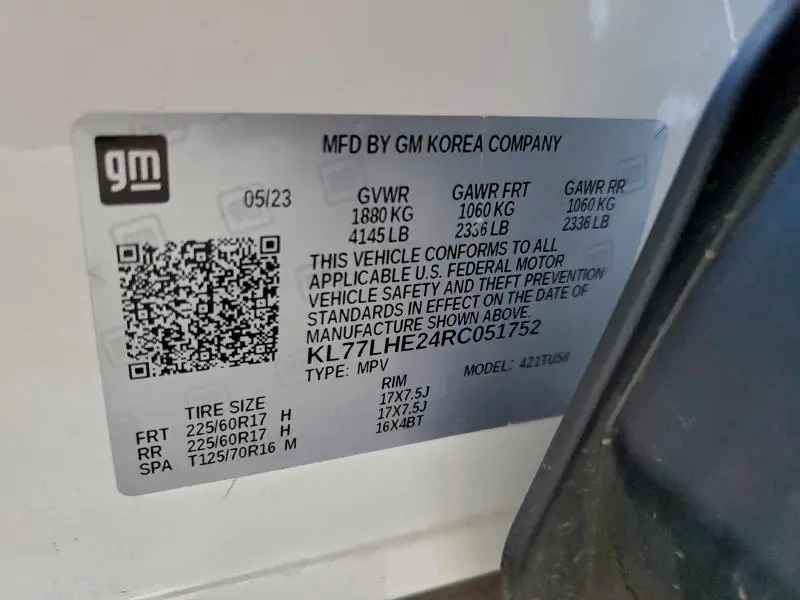 gm
MFD BY GM KOREA COMPANY
05/23 GVWR GAWR FRT GAWR RR
1880 KG 1060 KG 1060 KG
4145 LB 2336 LB 2336 LB
THIS VEHICLE CONFORMS TO ALL
APPLICABLE U.S. FEDERAL MOTOR
VEHICLE SAFETY AND THEFT PREVENTION
STANDARDS IN EFFECT ON THE DATE OF
MANUFACTURE SHOWN ABOVE.
KL77LHE24RC051752
TYPE: MPV MODEL: 421TU58
TIRE SIZE RIM
FRT 225/60R17 H 17X7.5J
RR 225/60R17 H 17X7.5J
SPA T125/70R16 M 16X4BT